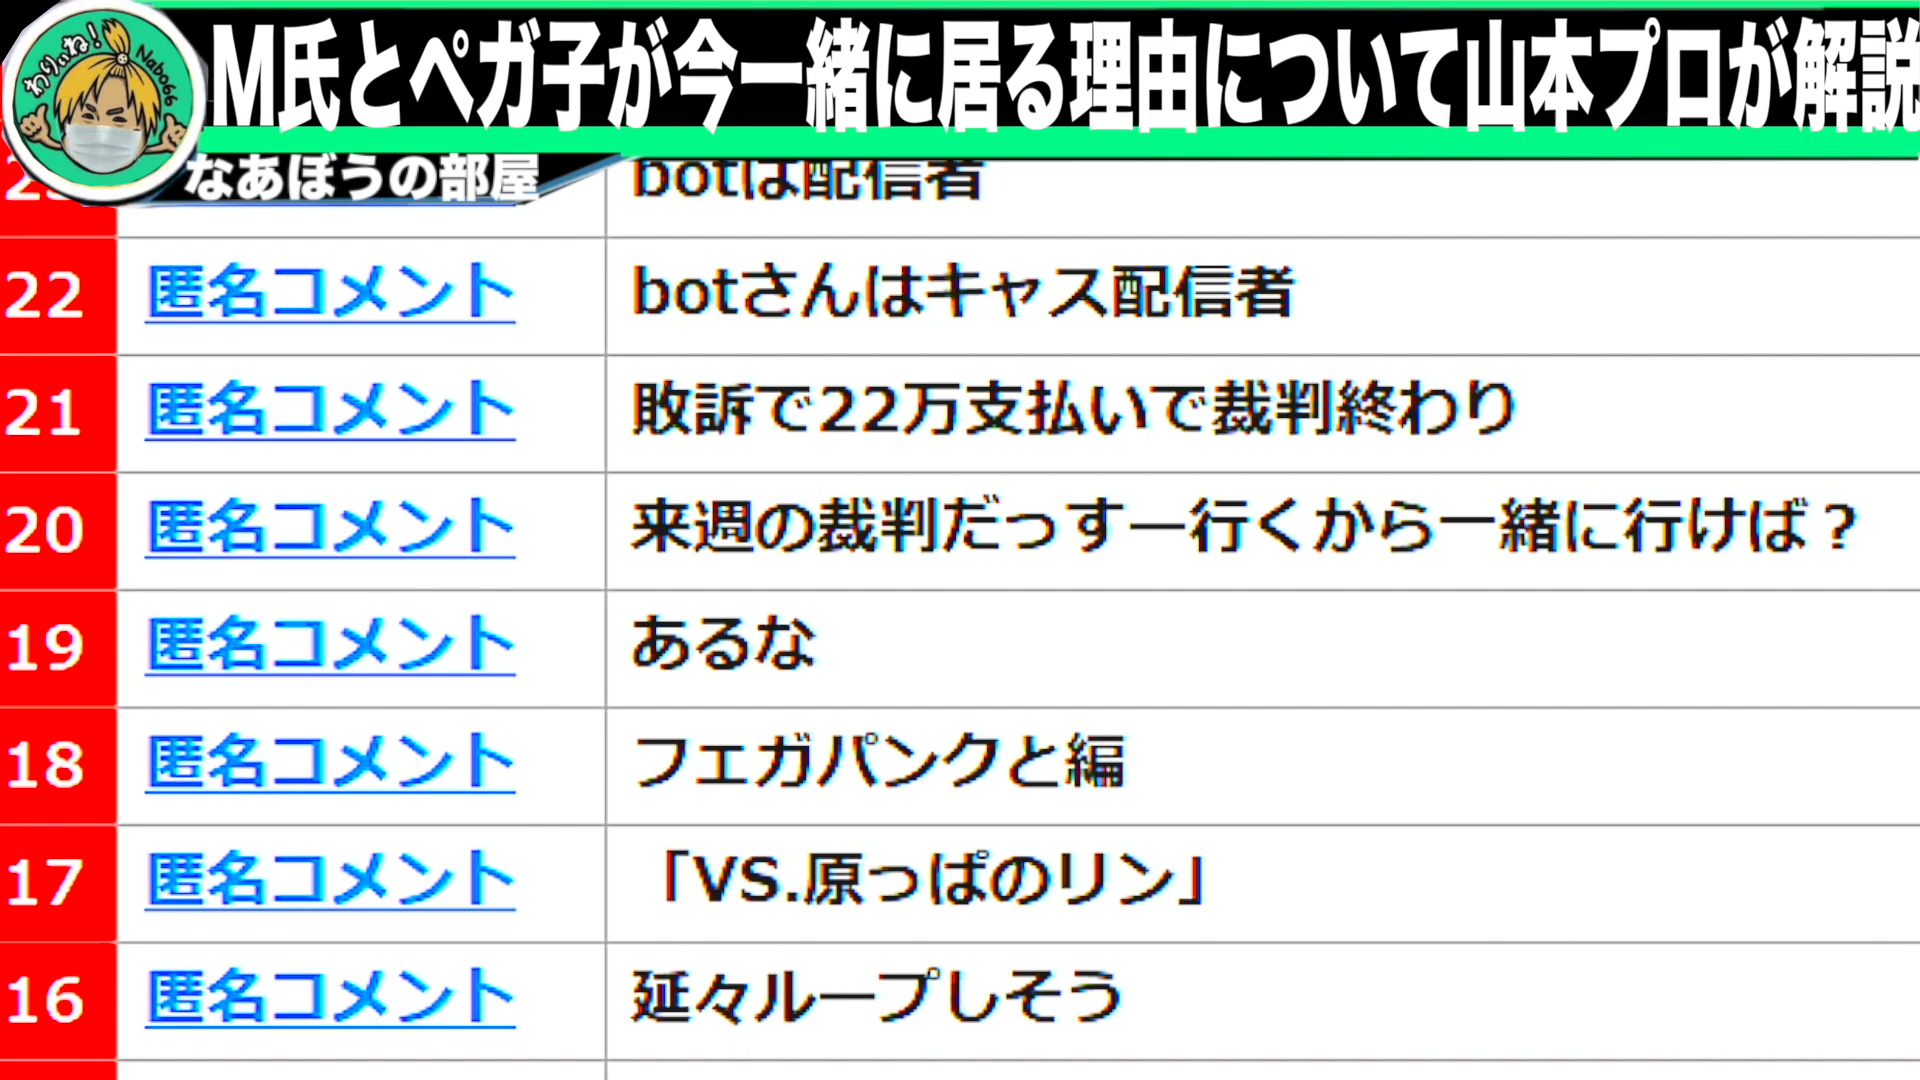 わりぃね!
Nabo66
M氏とペガ子が今一緒に居る理由について山本プロが解説
なあぼうの部屋
botは配信者
22 匿名コメント botさんはキャス配信者
21 匿名コメント 敗訴で22万支払いで裁判終わり
20 匿名コメント 来週の裁判だっすー行くから一緒に行けば？
19 匿名コメント あるな
18 匿名コメント フェガパンクと編
17 匿名コメント 「VS.原っぱのリン」
16 匿名コメント 延々ループしそう